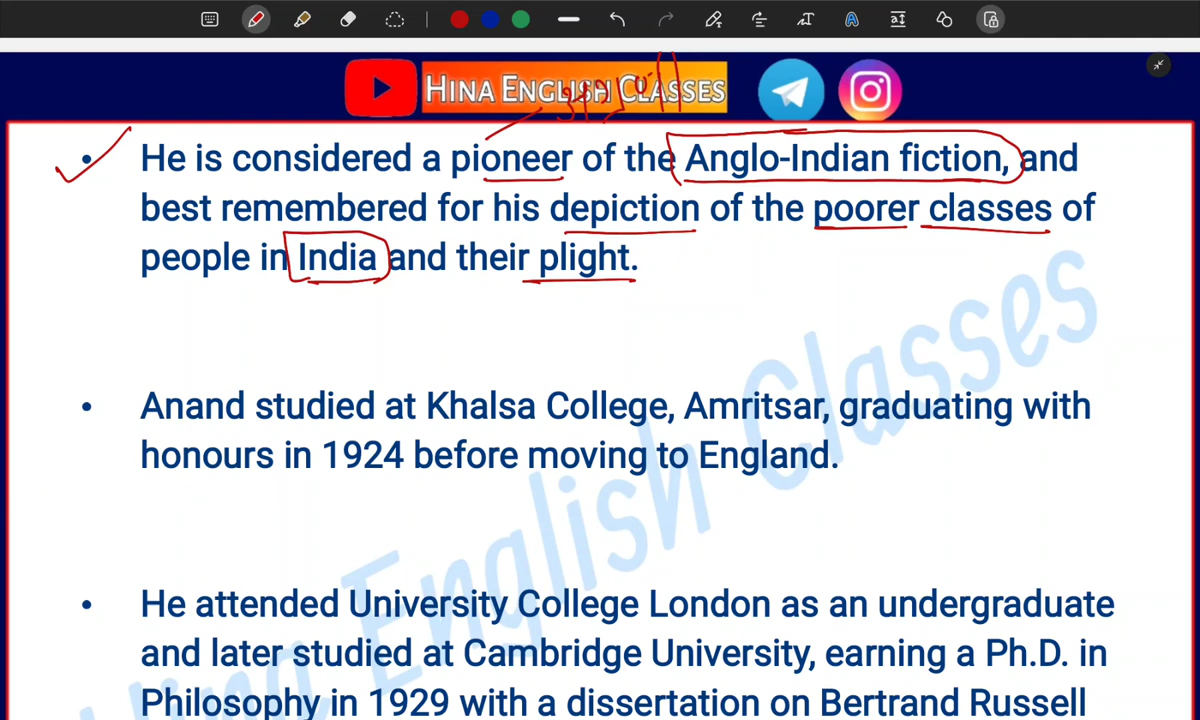 HINA ENGLISH CLASSES
• He is considered a pioneer of the Anglo-Indian fiction, and
best remembered for his depiction of the poorer classes of
people in India and their plight.
• Anand studied at Khalsa College, Amritsar, graduating with
honours in 1924 before moving to England.
• He attended University College London as an undergraduate
and later studied at Cambridge University, earning a Ph.D. in
Philosophy in 1929 with a dissertation on Bertrand Russell
Hina English Classes